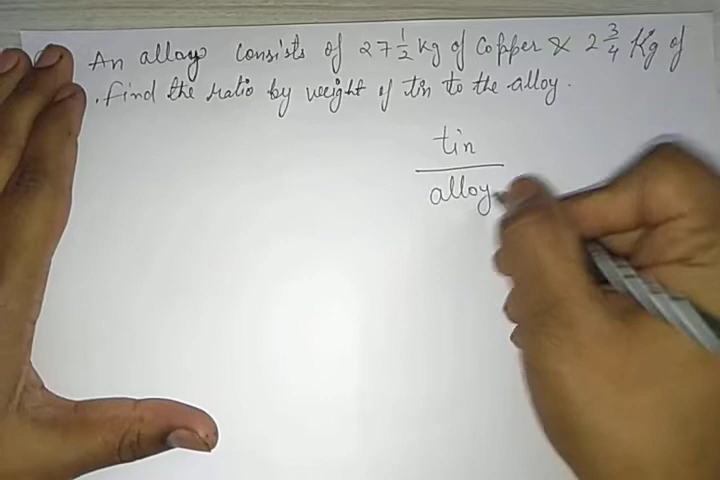 An alloy consists of 27 1/2 kg of Copper & 2 3/4 Kg of
. Find the ratio by weight of tin to the alloy.
tin
alloy